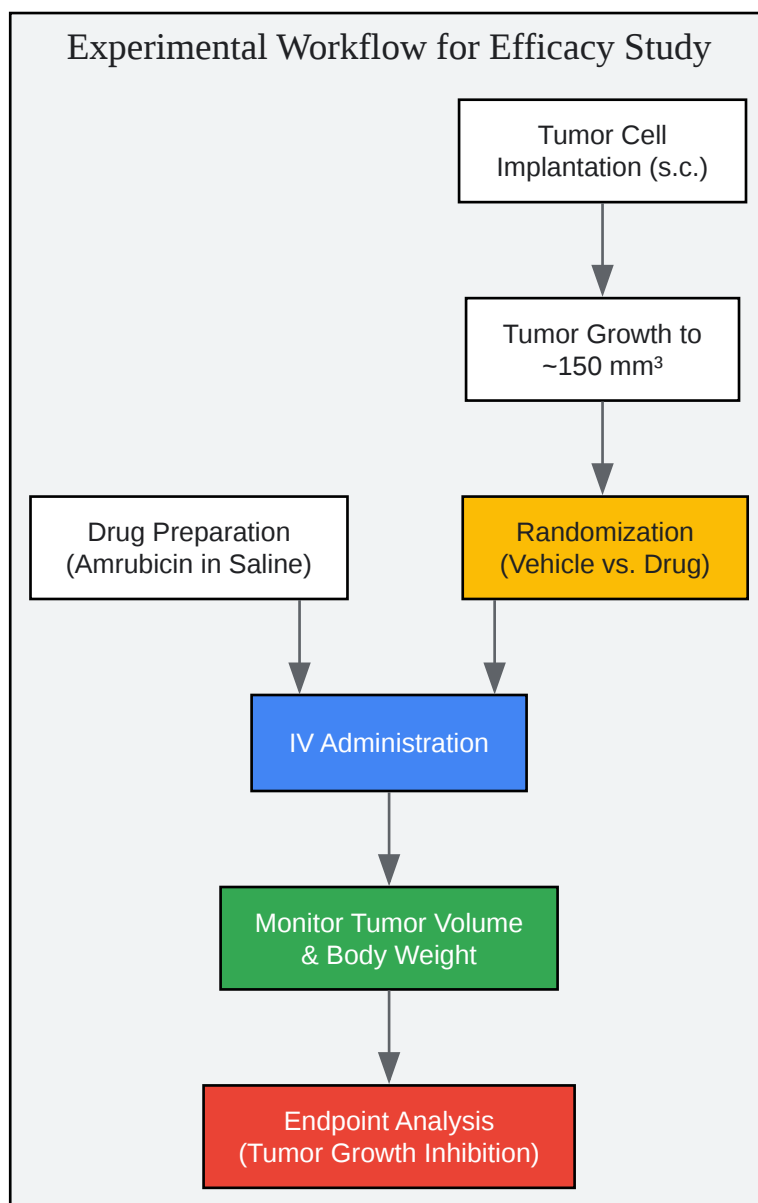 Experimental Workflow for Efficacy Study
Tumor Cell
Implantation (s.c.)
Tumor Growth to
~150 mm³
Drug Preparation
(Amrubicin in Saline)
Randomization
(Vehicle vs. Drug)
IV Administration
Monitor Tumor Volume
& Body Weight
Endpoint Analysis
(Tumor Growth Inhibition)